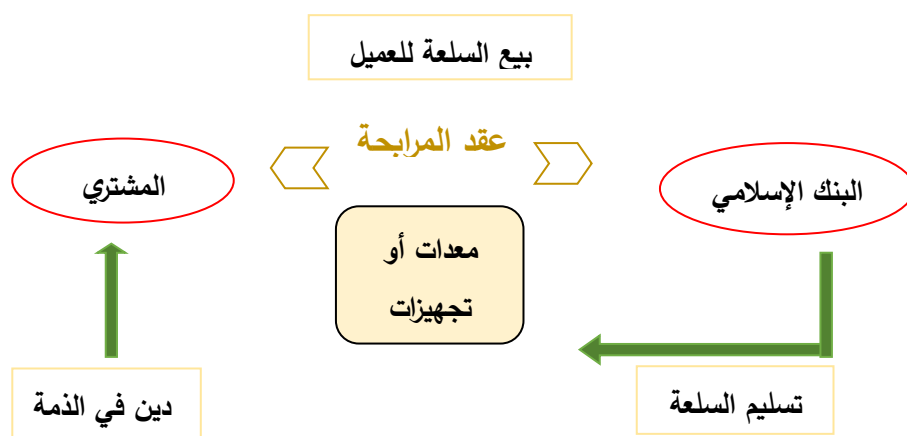 بيع السلعة للعميل
عقد المرابحة
البنك الإسلامي
المشتري
معدات أو
تجهيزات
تسليم السلعة
دين في الذمة